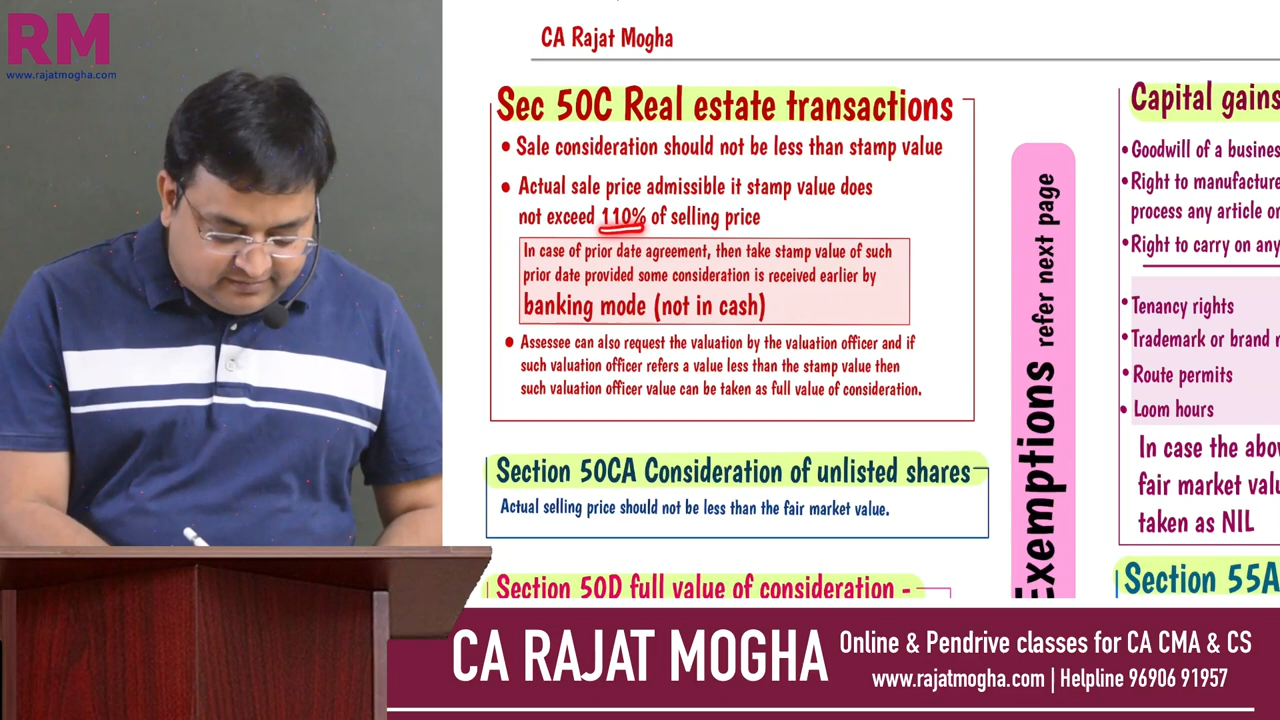 RM
www.rajatmogha.com
CA Rajat Mogha
Sec 50C Real estate transactions
• Sale consideration should not be less than stamp value
• Actual sale price admissible it stamp value does
not exceed 110% of selling price
In case of prior date agreement, then take stamp value of such
prior date provided some consideration is received earlier by
banking mode (not in cash)
• Assessee can also request the valuation by the valuation officer and if
such valuation officer refers a value less than the stamp value then
such valuation officer value can be taken as full value of consideration.
Section 50CA Consideration of unlisted shares
Actual selling price should not be less than the fair market value.
Section 50D full value of consideration -
Exemptions refer next page
Capital gains
• Goodwill of a busines
• Right to manufacture
process any article or
• Right to carry on any
• Tenancy rights
• Trademark or brand n
• Route permits
• Loom hours
In case the abov
fair market valu
taken as NIL
Section 55A
CA RAJAT MOGHA
Online & Pendrive classes for CA CMA & CS
www.rajatmogha.com | Helpline 96906 91957